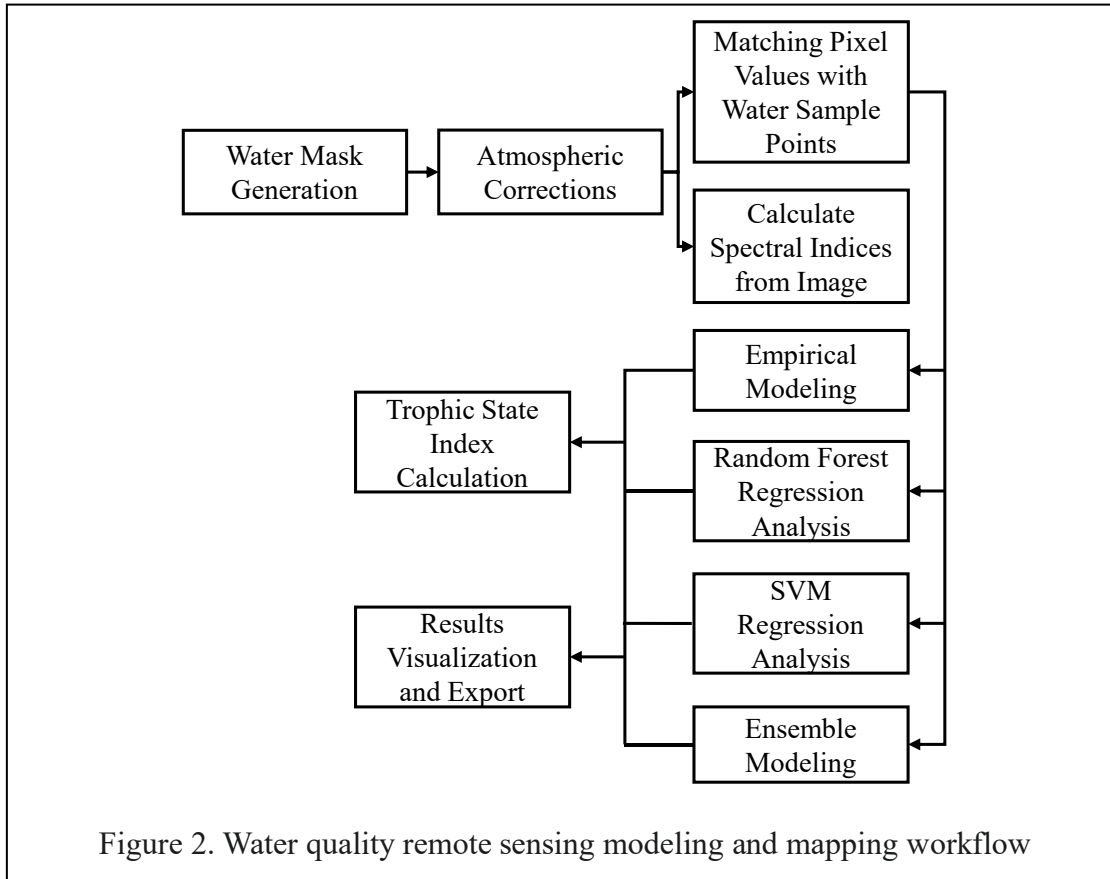 Matching Pixel
Values with
Water Sample
Points
Water Mask
Generation
Atmospheric
Corrections
Calculate
Spectral Indices
from Image
Empirical
Modeling
Trophic State
Index
Calculation
Random Forest
Regression
Analysis
SVM
Regression
Analysis
Results
Visualization
and Export
Ensemble
Modeling
Figure 2. Water quality remote sensing modeling and mapping workflow